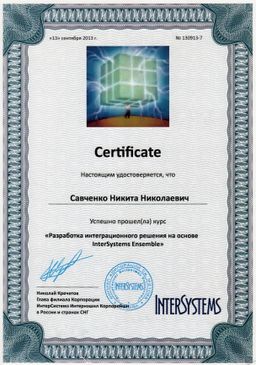 «13» сентября 2013 г. № 130913-7
Certificate
Настоящим удостоверяется, что
Савченко Никита Николаевич
Успешно прошел(ла) курс
«Разработка интеграционного решения на основе
InterSystems Ensemble»
Николай Кречетов
Глава филиала Корпорации
ИнтерСистемс Интернэшнл Корпорейшн
в России и странах СНГ
INTERSYSTEMS
INTERSYSTEMS